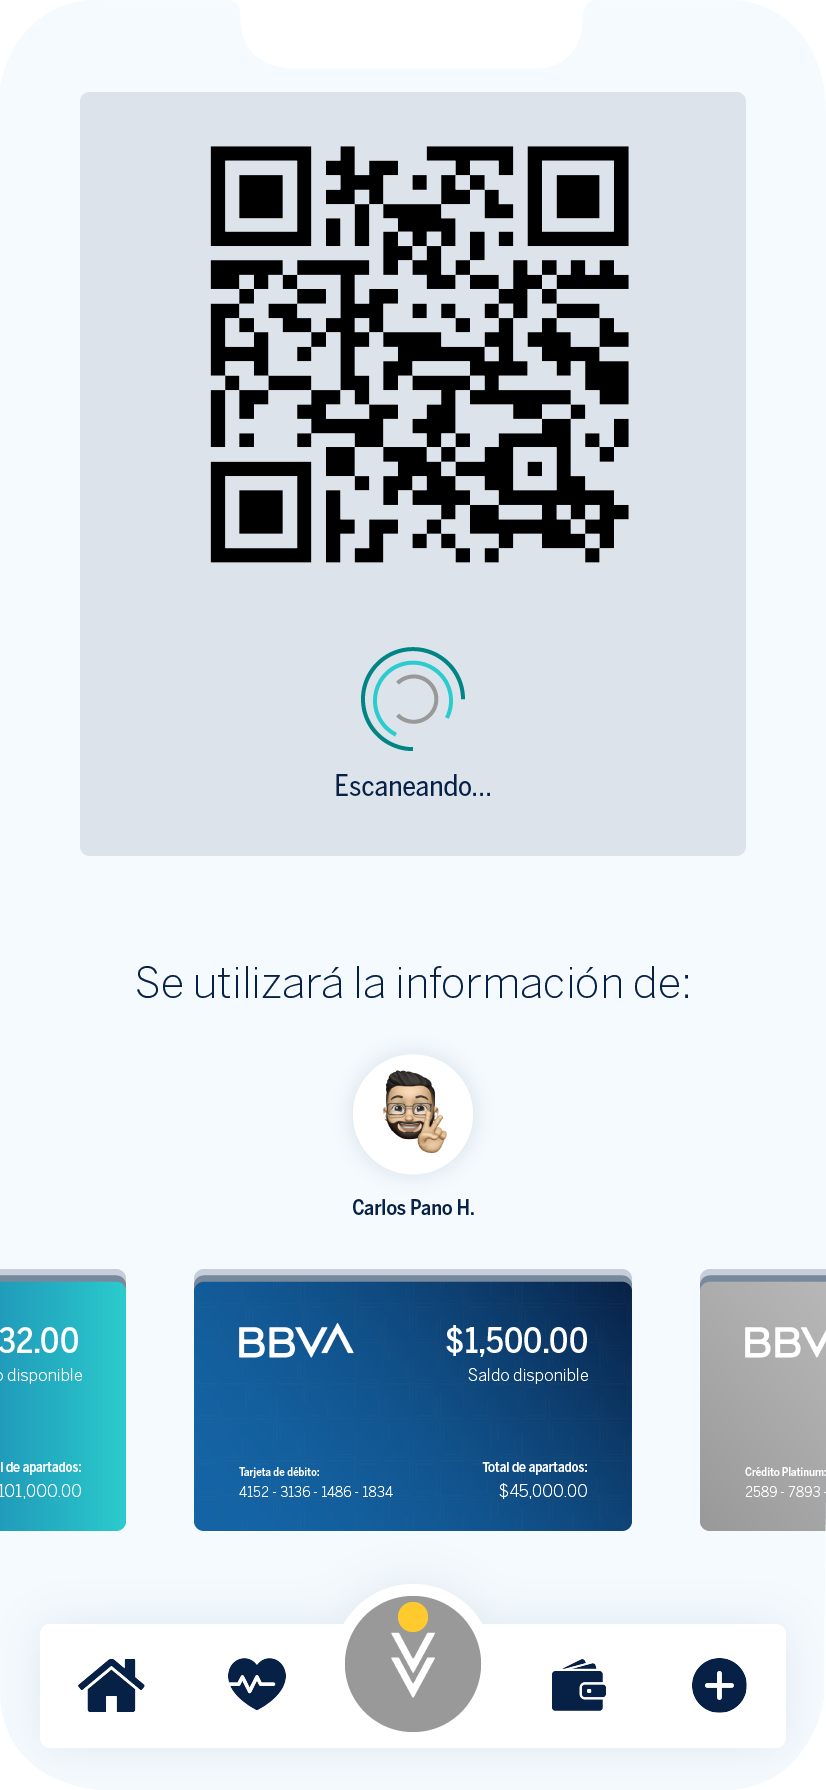 Escaneando...
Se utilizará la información de:
Carlos Pano H.
32.00
disponible
de apartados:
101,000.00
BBVA
$1,500.00
Saldo disponible
Tarjeta de débito:
4152 - 3136 - 1486 - 1834
Total de apartados:
$45,000.00
BBV
Crédito Platinum:
2589 - 7893 -